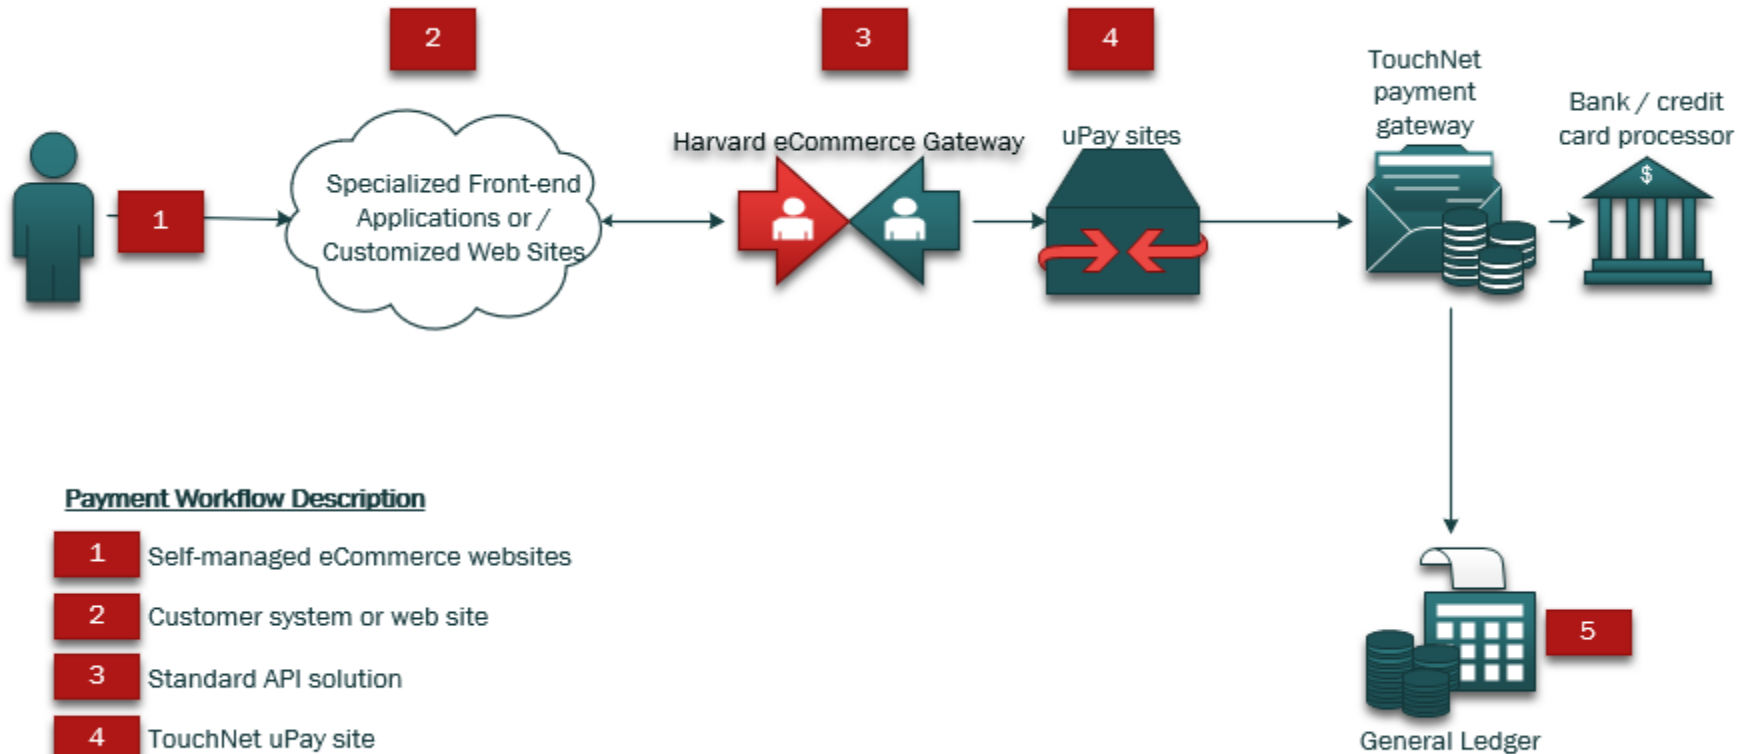 2
3
4
TouchNet
payment
gateway
Bank / credit
card processor
Harvard eCommerce Gateway
uPay sites
$
1
Specialized Front-end
Applications or /
Customized Web Sites
Payment Workflow Description
1 Self-managed eCommerce websites
2 Customer system or web site
3 Standard API solution
4 TouchNet uPay site
5
General Ledger